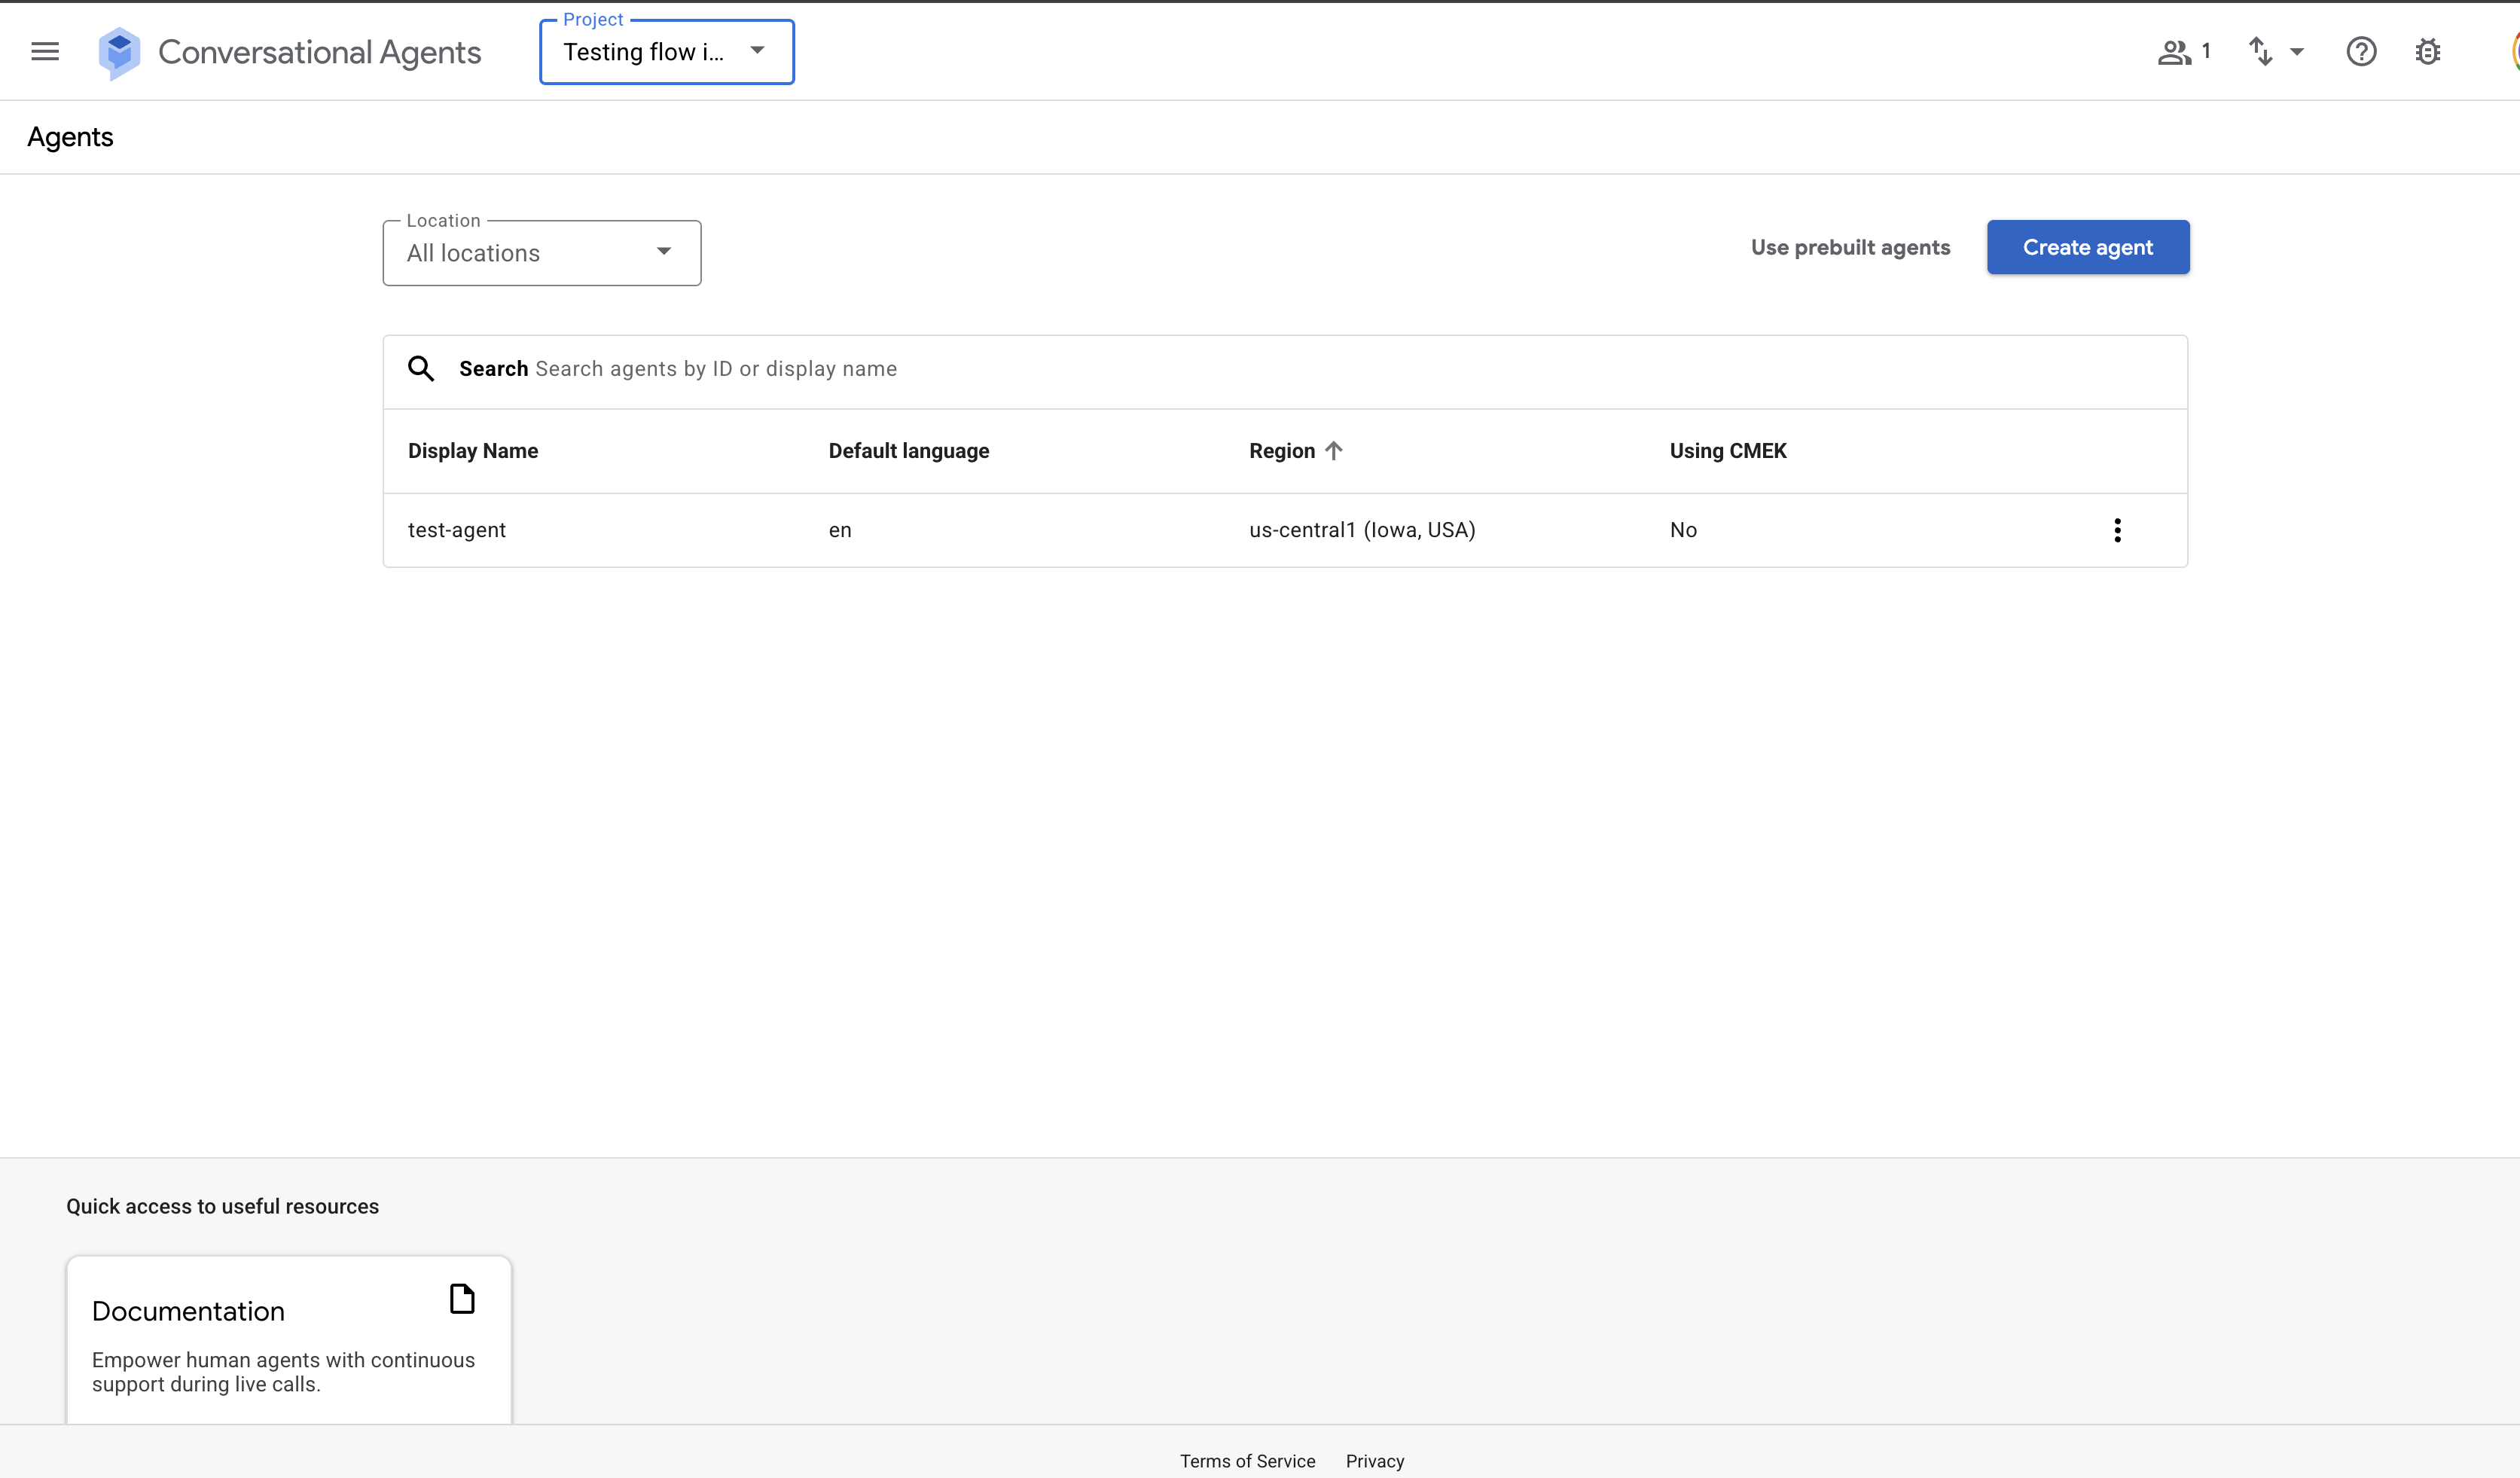 Conversational Agents
Project
Testing flow i...
1
Agents
Location
All locations
Use prebuilt agents
Create agent
Search Search agents by ID or display name
Display Name Default language Region Using CMEK
test-agent en us-central1 (Iowa, USA) No
Quick access to useful resources
Documentation
Empower human agents with continuous
support during live calls.
Terms of Service Privacy